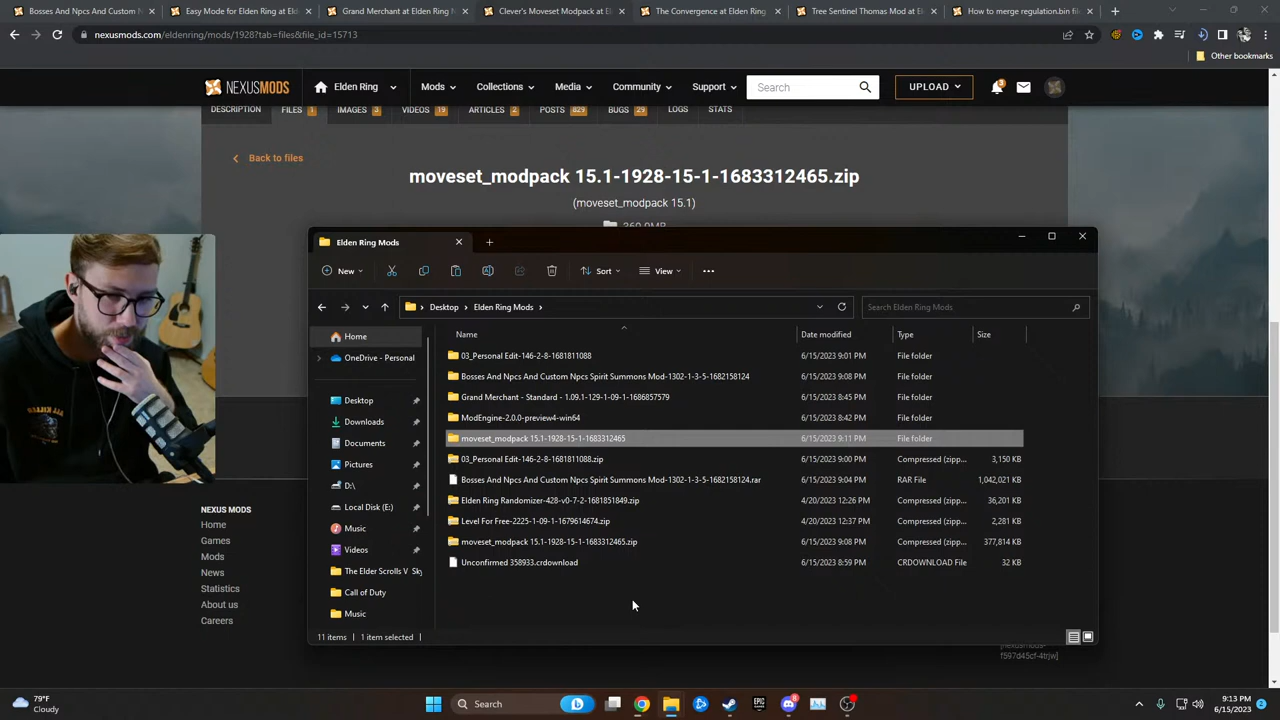 Bosses And Npcs And Custom N
Easy Mode for Elden Ring at Eld
Grand Merchant at Elden Ring N
Clever's Moveset Modpack at E
The Convergence at Elden Ring
Tree Sentinel Thomas Mod at El
How to merge regulation.bin fil
nexusmods.com/eldenring/mods/1928?tab=files&file_id=15713
Other bookmarks
NEXUSMODS
Elden Ring
Mods
Collections
Media
Community
Support
Search
UPLOAD
3
DESCRIPTION
FILES 1
IMAGES 3
VIDEOS 19
ARTICLES 2
POSTS 829
BUGS 29
LOGS
STATS
Back to files
moveset_modpack 15.1-1928-15-1-1683312465.zip
(moveset_modpack 15.1)
360.0MB
Elden Ring Mods
New
Sort
View
Desktop
Elden Ring Mods
Search Elden Ring Mods
Home
OneDrive - Personal
Desktop
Downloads
Documents
Pictures
D:\
Local Disk (E:)
Music
Videos
The Elder Scrolls V Sky
Call of Duty
Music
Name
Date modified
Type
Size
03_Personal Edit-146-2-8-1681811088 6/15/2023 9:01 PM File folder
Bosses And Npcs And Custom Npcs Spirit Summons Mod-1302-1-3-5-1682158124 6/15/2023 9:08 PM File folder
Grand Merchant - Standard - 1.09.1-129-1-09-1-1686857579 6/15/2023 8:45 PM File folder
ModEngine-2.0.0-preview4-win64 6/15/2023 8:42 PM File folder
moveset_modpack 15.1-1928-15-1-1683312465 6/15/2023 9:11 PM File folder
03_Personal Edit-146-2-8-1681811088.zip 6/15/2023 9:00 PM Compressed (zipp... 3,150 KB
Bosses And Npcs And Custom Npcs Spirit Summons Mod-1302-1-3-5-1682158124.rar 6/15/2023 9:04 PM RAR File 1,042,021 KB
Elden Ring Randomizer-428-v0-7-2-1681851849.zip 4/20/2023 12:26 PM Compressed (zipp... 36,201 KB
Level For Free-2225-1-09-1-1679614674.zip 4/20/2023 12:37 PM Compressed (zipp... 2,281 KB
moveset_modpack 15.1-1928-15-1-1683312465.zip 6/15/2023 9:08 PM Compressed (zipp... 377,814 KB
Unconfirmed 358933.crdownload 6/15/2023 8:59 PM CRDOWNLOAD File 32 KB
11 items
1 item selected
NEXUS MODS
Home
Games
Mods
News
Statistics
About us
Careers
f597d45cf-4trjw]
79°F
Cloudy
Search
EPIC
9:13 PM
6/15/2023